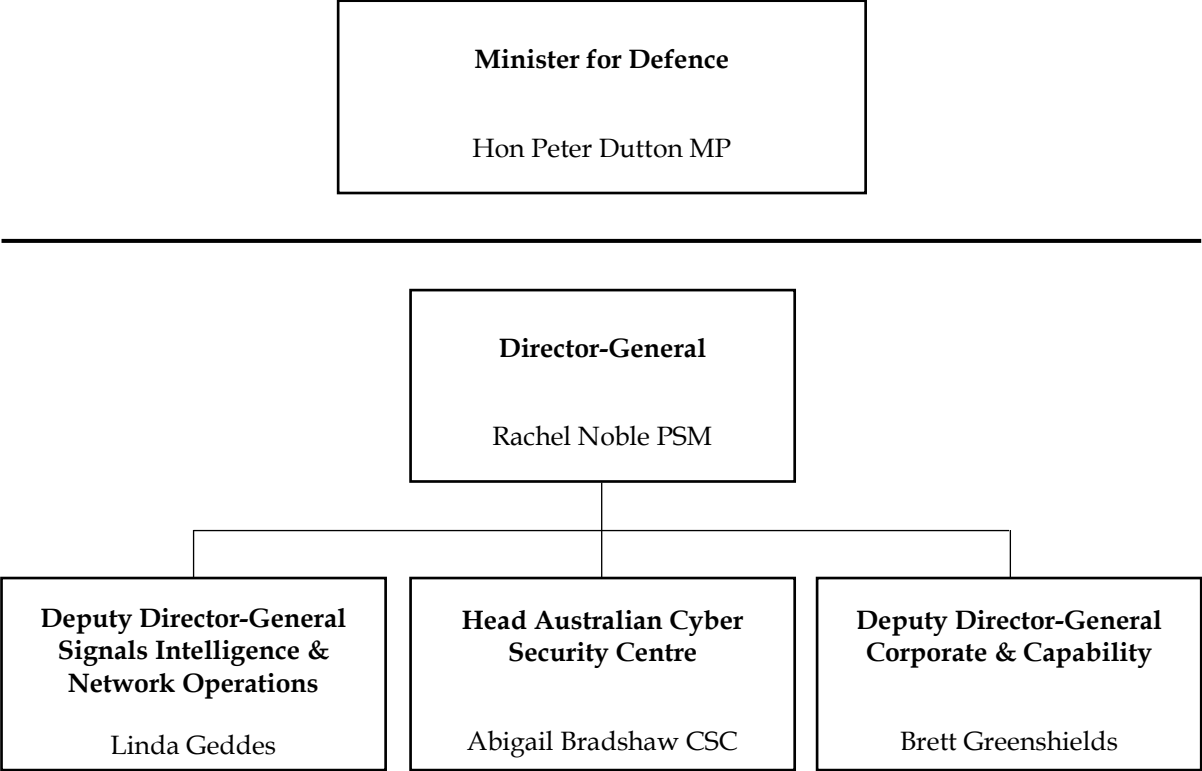 Minister for Defence
Hon Peter Dutton MP
Director-General
Rachel Noble PSM
Deputy Director-General
Signals Intelligence &
Network Operations
Linda Geddes
Head Australian Cyber
Security Centre
Abigail Bradshaw CSC
Deputy Director-General
Corporate & Capability
Brett Greenshields